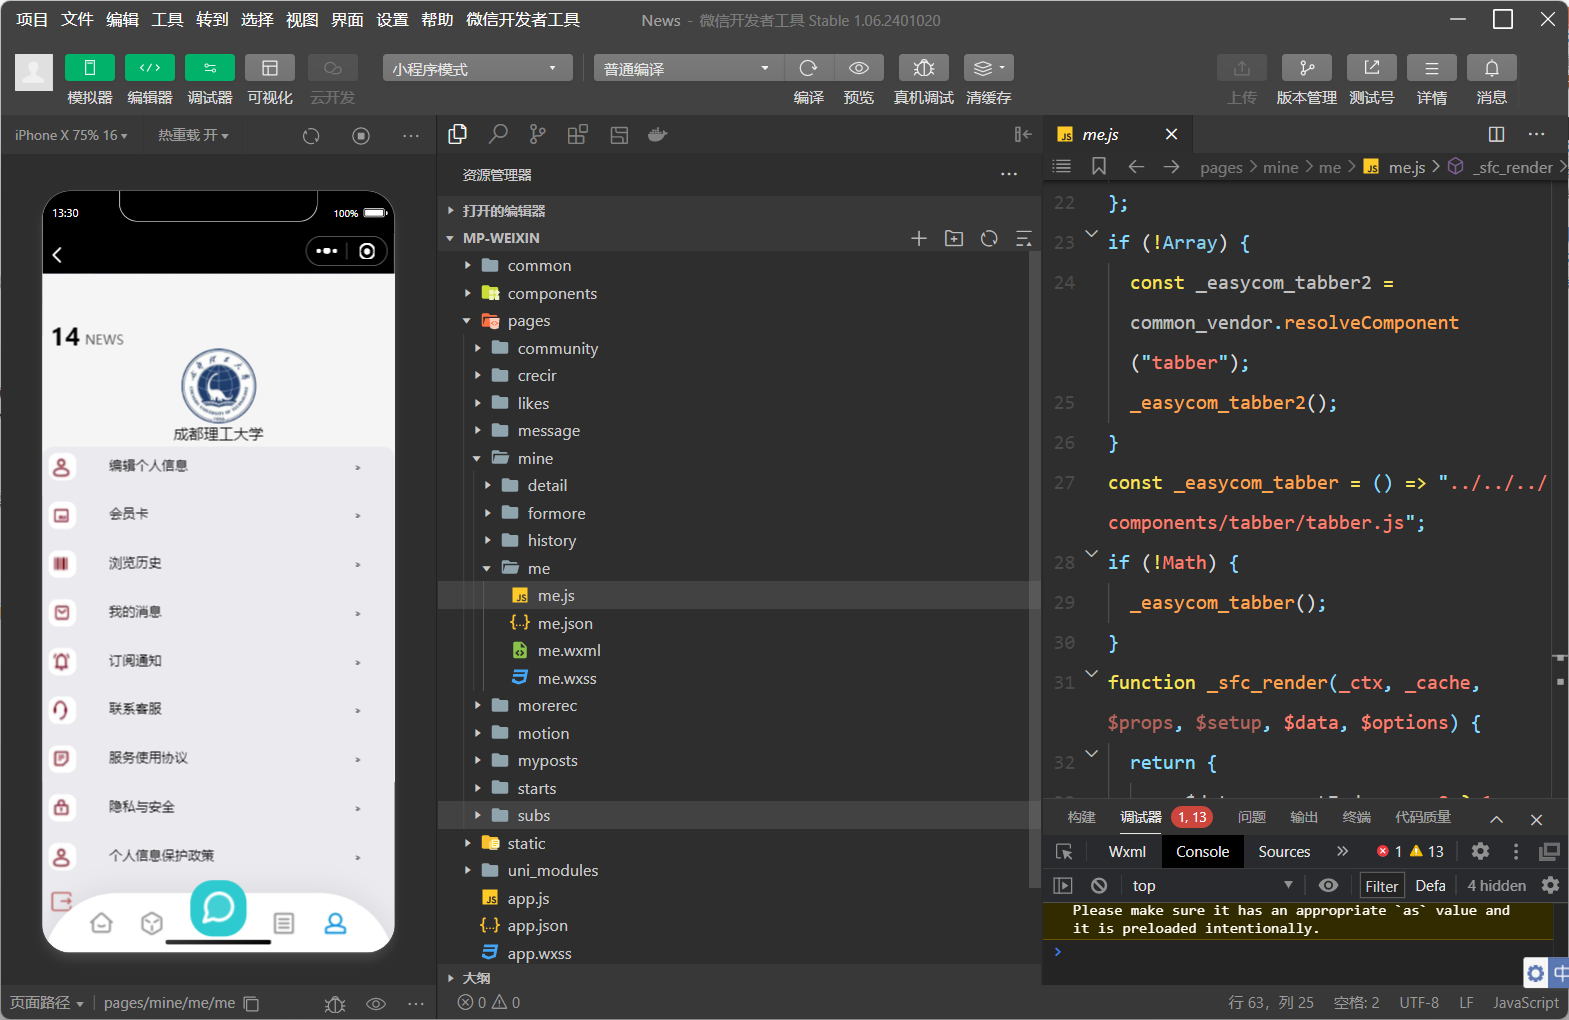 项目 文件 编辑 工具 转到 选择 视图 界面 设置 帮助 微信开发者工具 News - 微信开发者工具 Stable 1.06.2401020
小程序模式 普通编译
模拟器 编辑器 调试器 可视化 云开发 编译 预览 真机调试 清缓存 上传 版本管理 测试号 详情 消息
iPhone X 75% 16 热重载 开
13:30 100%
14 NEWS
成都理工大学
编辑个人信息
会员卡
浏览历史
我的消息
订阅通知
联系客服
服务使用协议
隐私与安全
个人信息保护政策
页面路径 pages/mine/me/me
资源管理器
打开的编辑器
MP-WEIXIN
common
components
pages
community
crecir
likes
message
mine
detail
formore
history
me
me.js
me.json
me.wxml
me.wxss
morerec
motion
myposts
starts
subs
static
uni_modules
app.js
app.json
app.wxss
大纲
0 0
me.js
pages > mine > me > me.js > _sfc_render >
22 };
23 if (!Array) {
24 const _easycom_tabber2 =
common_vendor.resolveComponent
("tabber");
25 _easycom_tabber2();
26 }
27 const _easycom_tabber = () => "../../../
components/tabber/tabber.js";
28 if (!Math) {
29 _easycom_tabber();
30 }
31 function _sfc_render(_ctx, _cache,
$props, $setup, $data, $options) {
32 return {
构建 调试器 1, 13 问题 输出 终端 代码质量
Wxml Console Sources 1 13
top Filter Defa 4 hidden
Please make sure it has an appropriate `as` value and
it is preloaded intentionally.
>
中
行 63，列 25 空格: 2 UTF-8 LF JavaScript